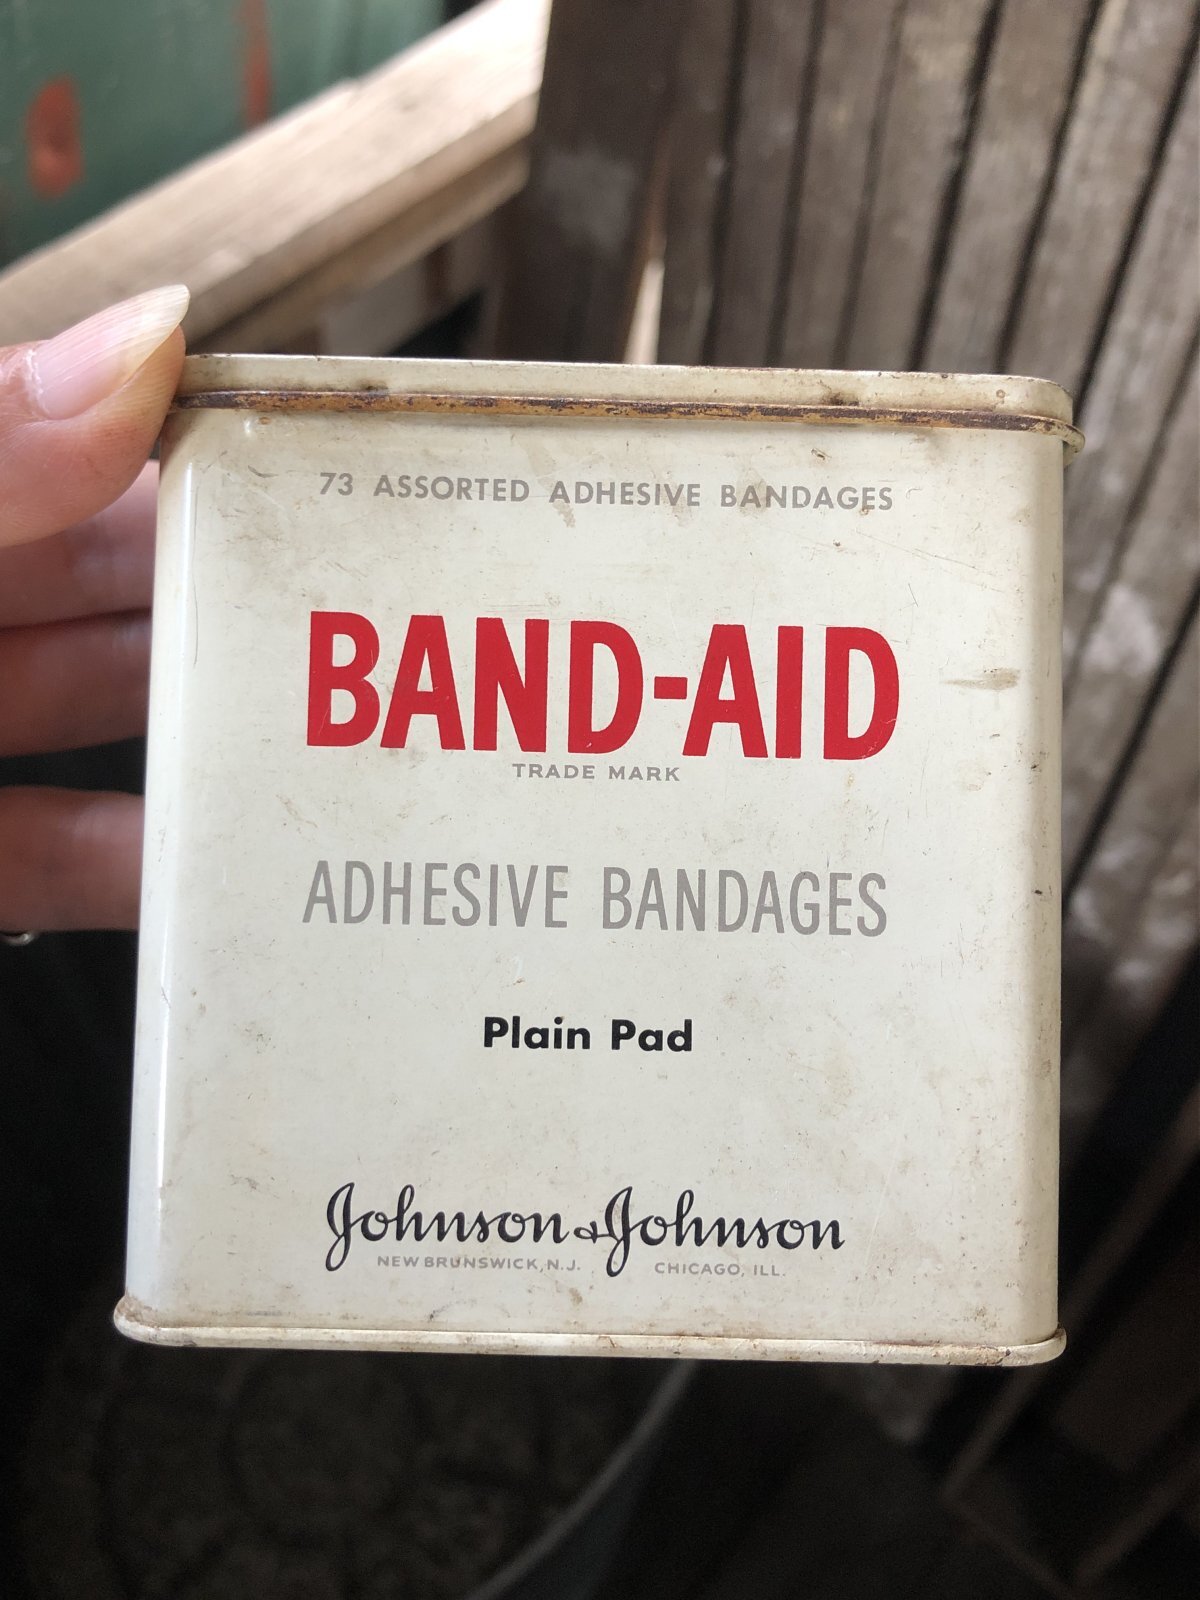 73 ASSORTED ADHESIVE BANDAGES
BAND-AID
TRADE MARK
ADHESIVE BANDAGES
Plain Pad
Johnson & Johnson
NEW BRUNSWICK, N.J. CHICAGO, ILL.